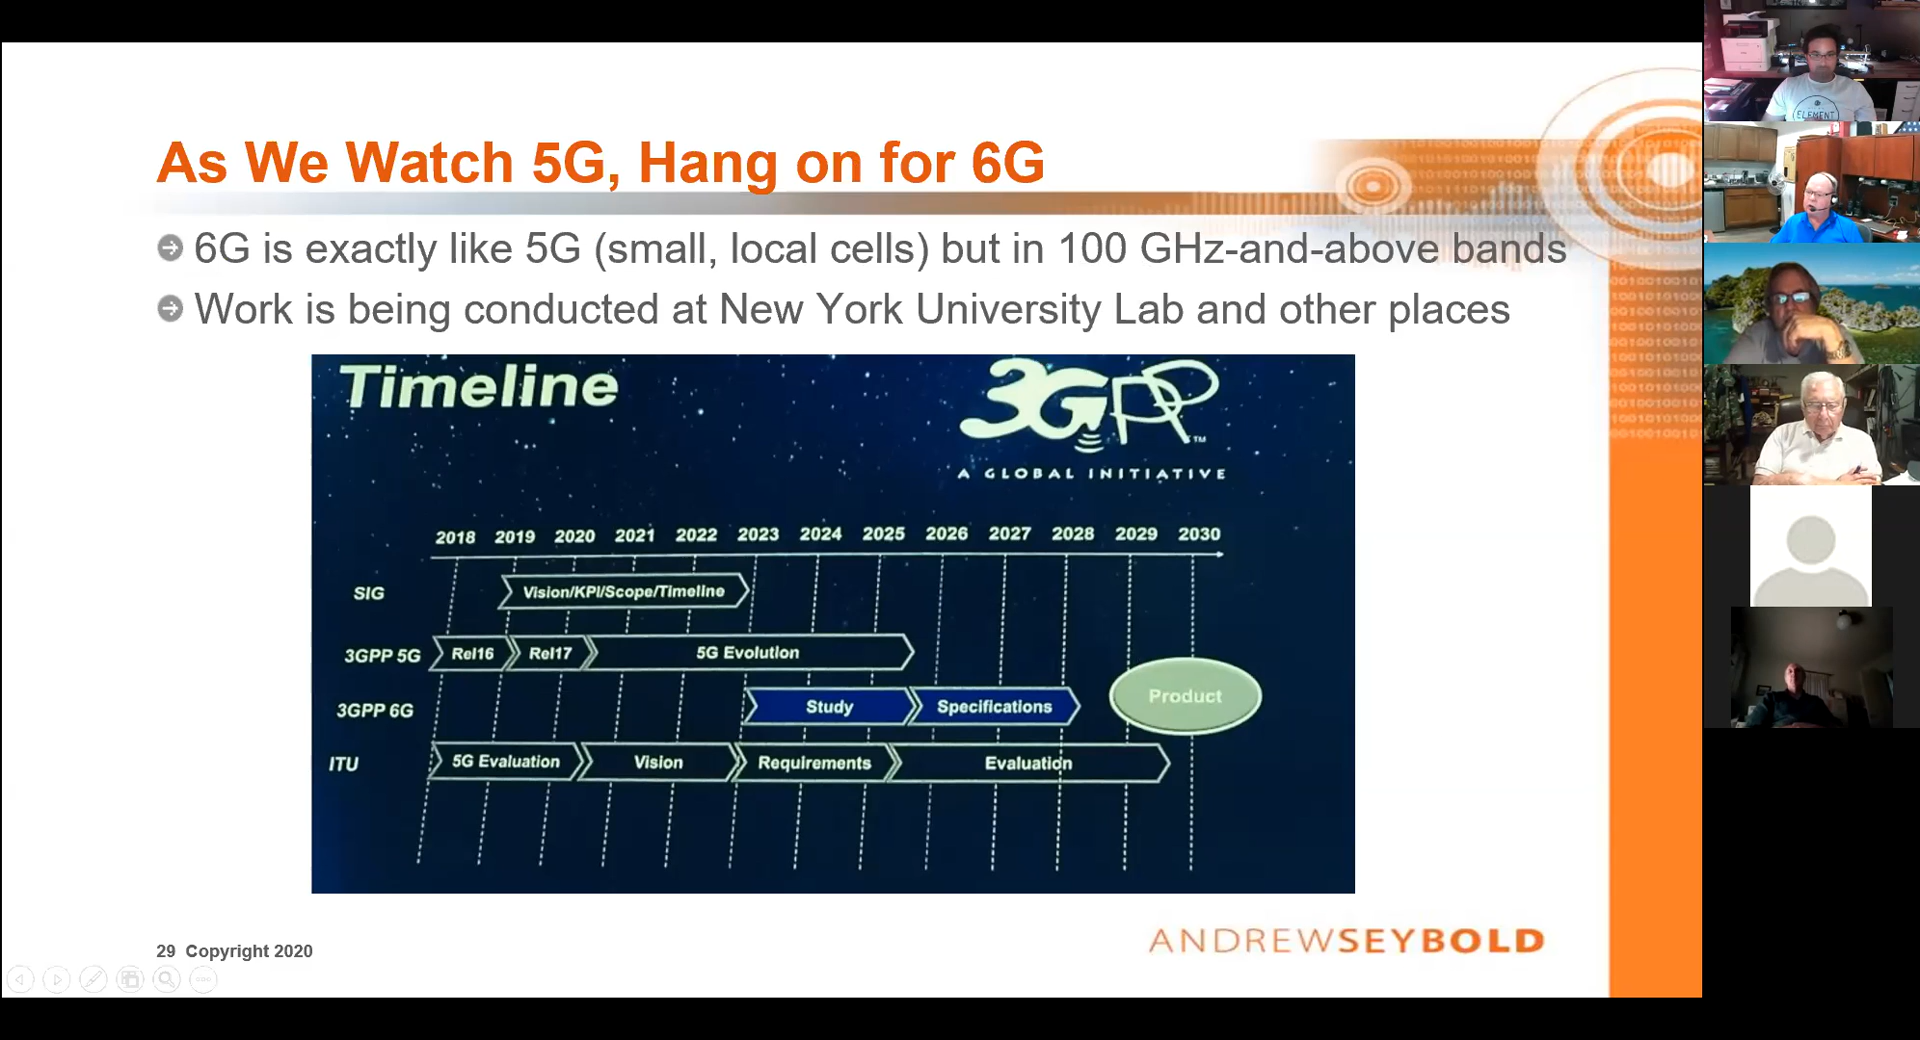 As We Watch 5G, Hang on for 6G
6G is exactly like 5G (small, local cells) but in 100 GHz-and-above bands
Work is being conducted at New York University Lab and other places
Timeline
3GPP™
A GLOBAL INITIATIVE
2018 2019 2020 2021 2022 2023 2024 2025 2026 2027 2028 2029 2030
SIG Vision/KPI/Scope/Timeline
3GPP 5G Rel16 Rel17 5G Evolution
3GPP 6G Study Specifications Product
ITU 5G Evaluation Vision Requirements Evaluation
29 Copyright 2020
ANDREWSEYBOLD
ELEMENT